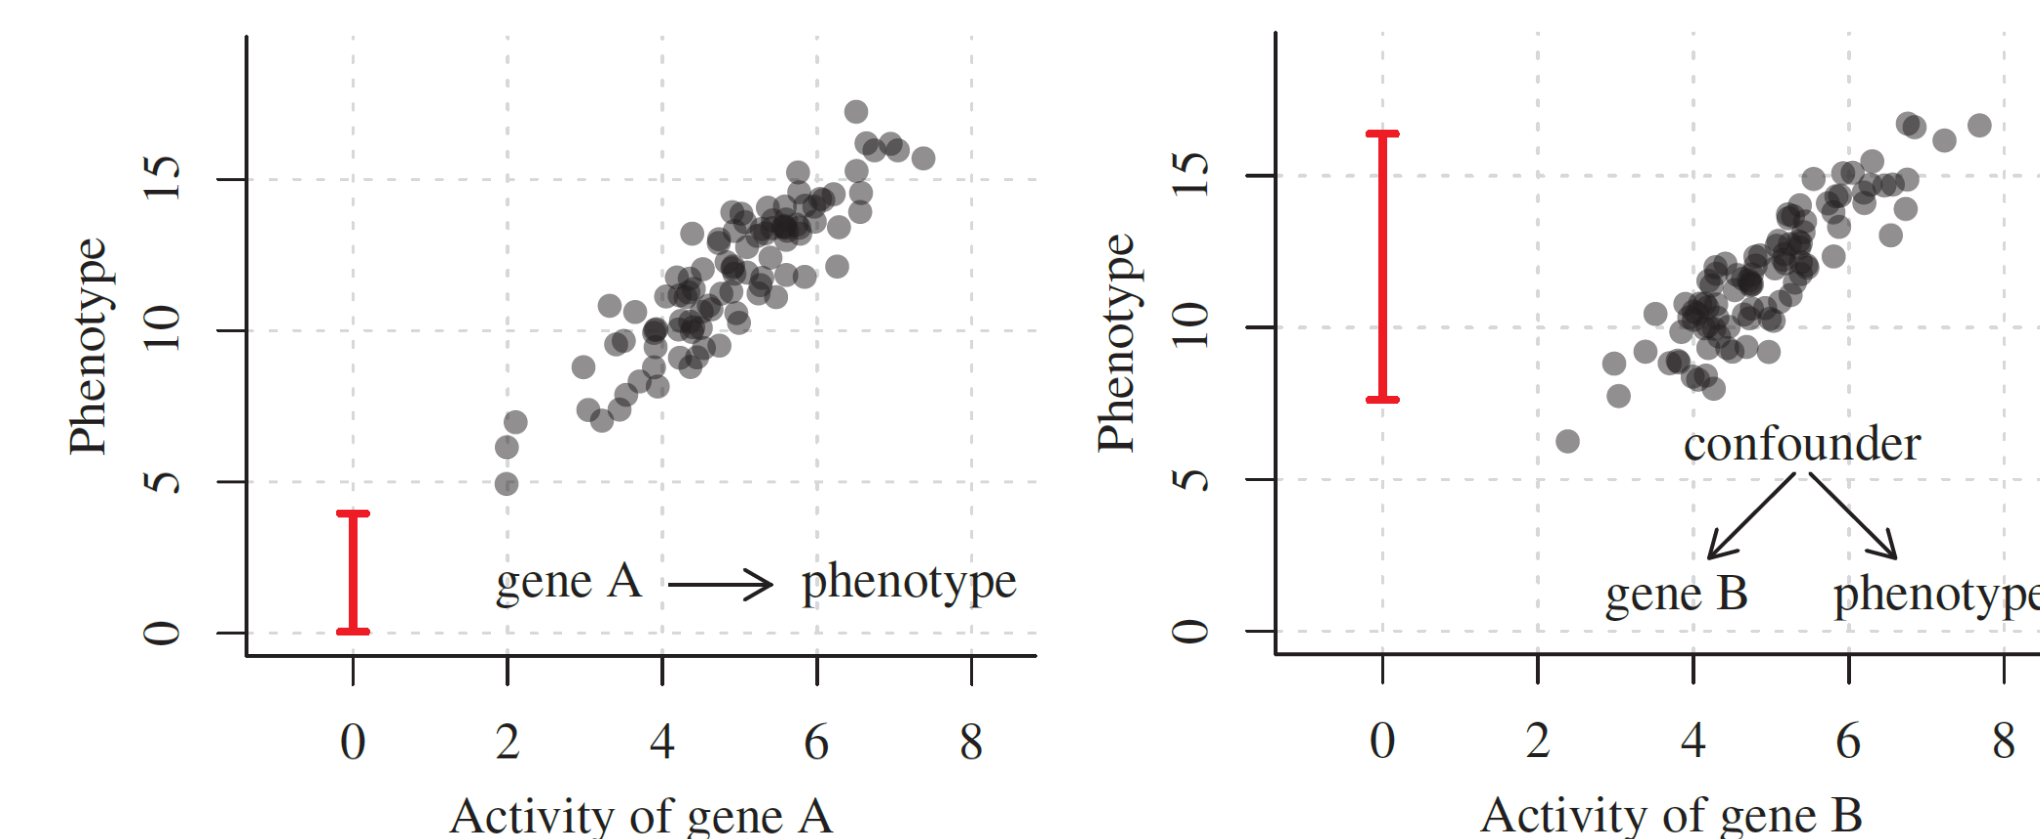 Phenotype
15
10
5
0
gene A
phenotype
0 2 4 6 8
Activity of gene A
Phenotype
15
10
5
0
confounder
gene B phenotype
0 2 4 6 8
Activity of gene B